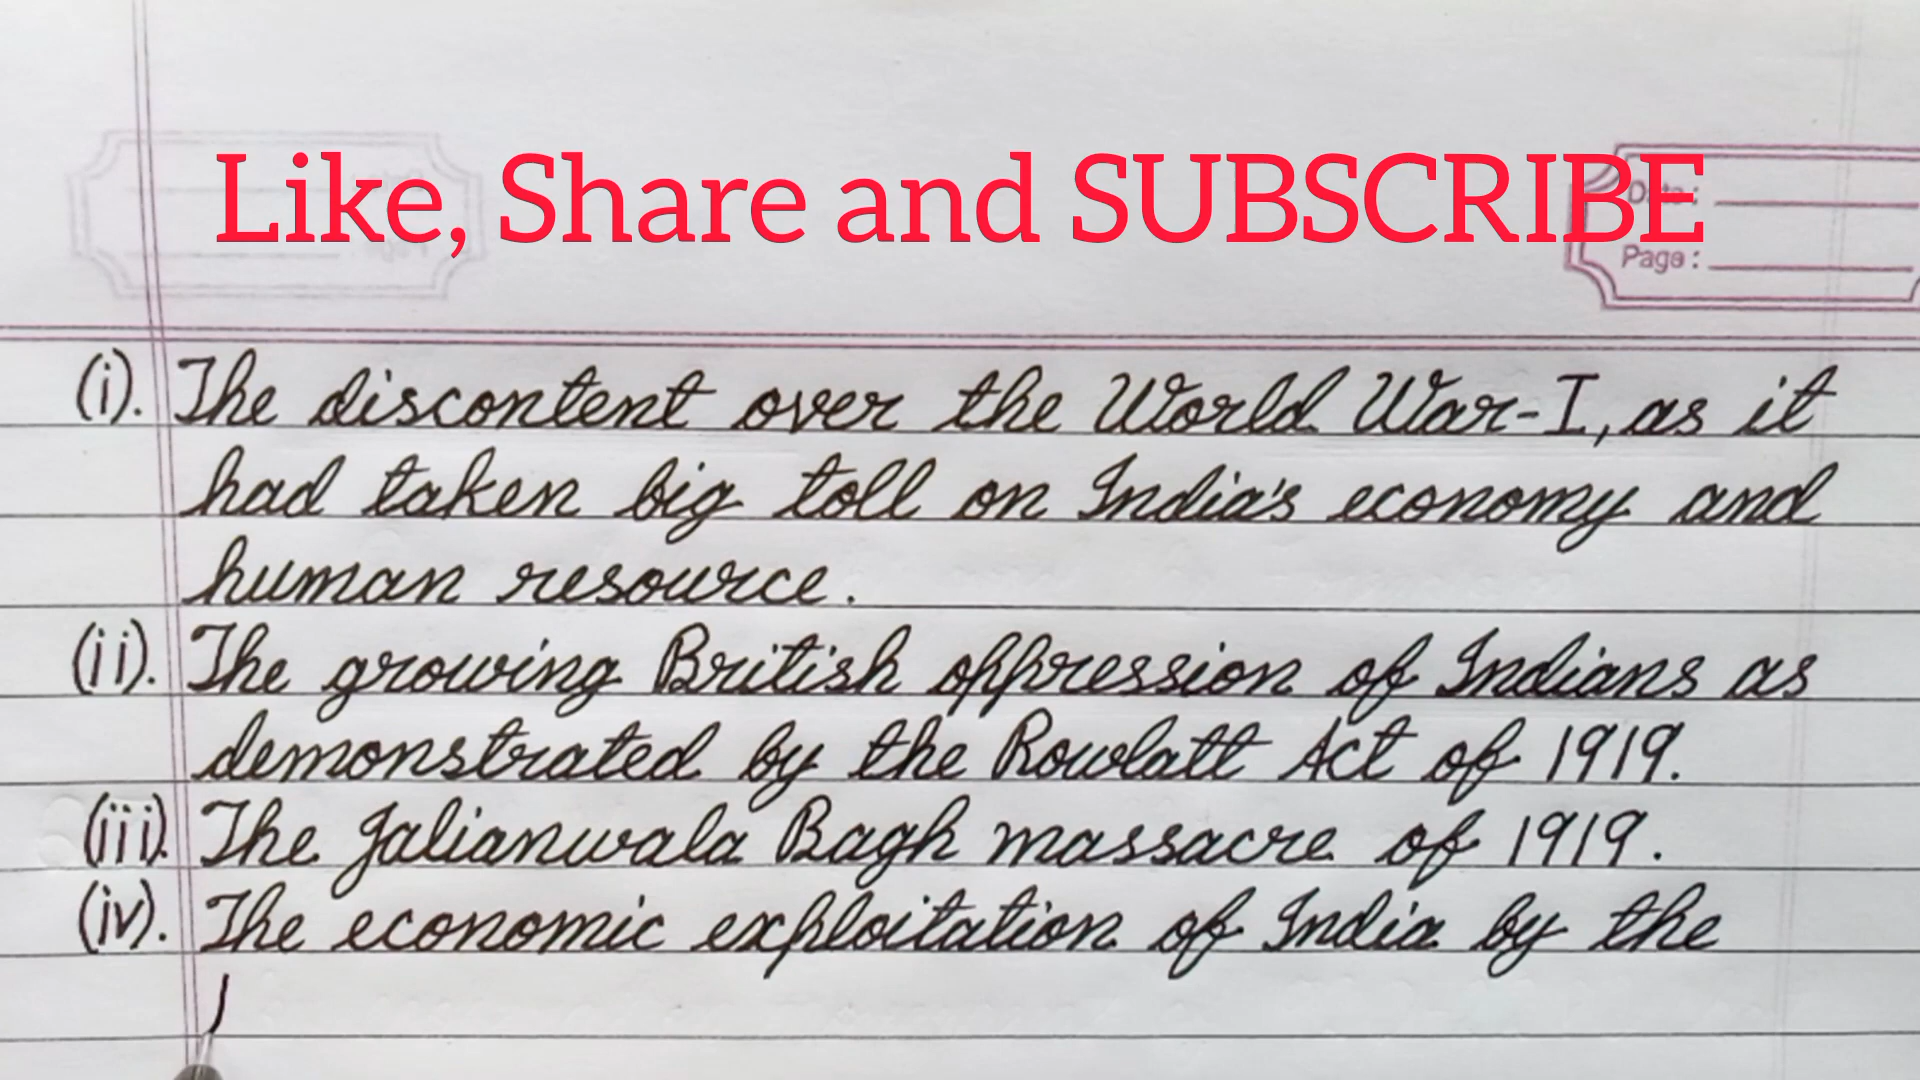 Like, Share and SUBSCRIBE
Date:
Page:
(i). The discontent over the World War-I, as it
had taken big toll on India's economy and
human resource.
(ii). The growing British oppression of Indians as
demonstrated by the Rowlatt Act of 1919.
(iii) The Jalianwala Bagh massacre of 1919.
(iv). The economic exploitation of India by the